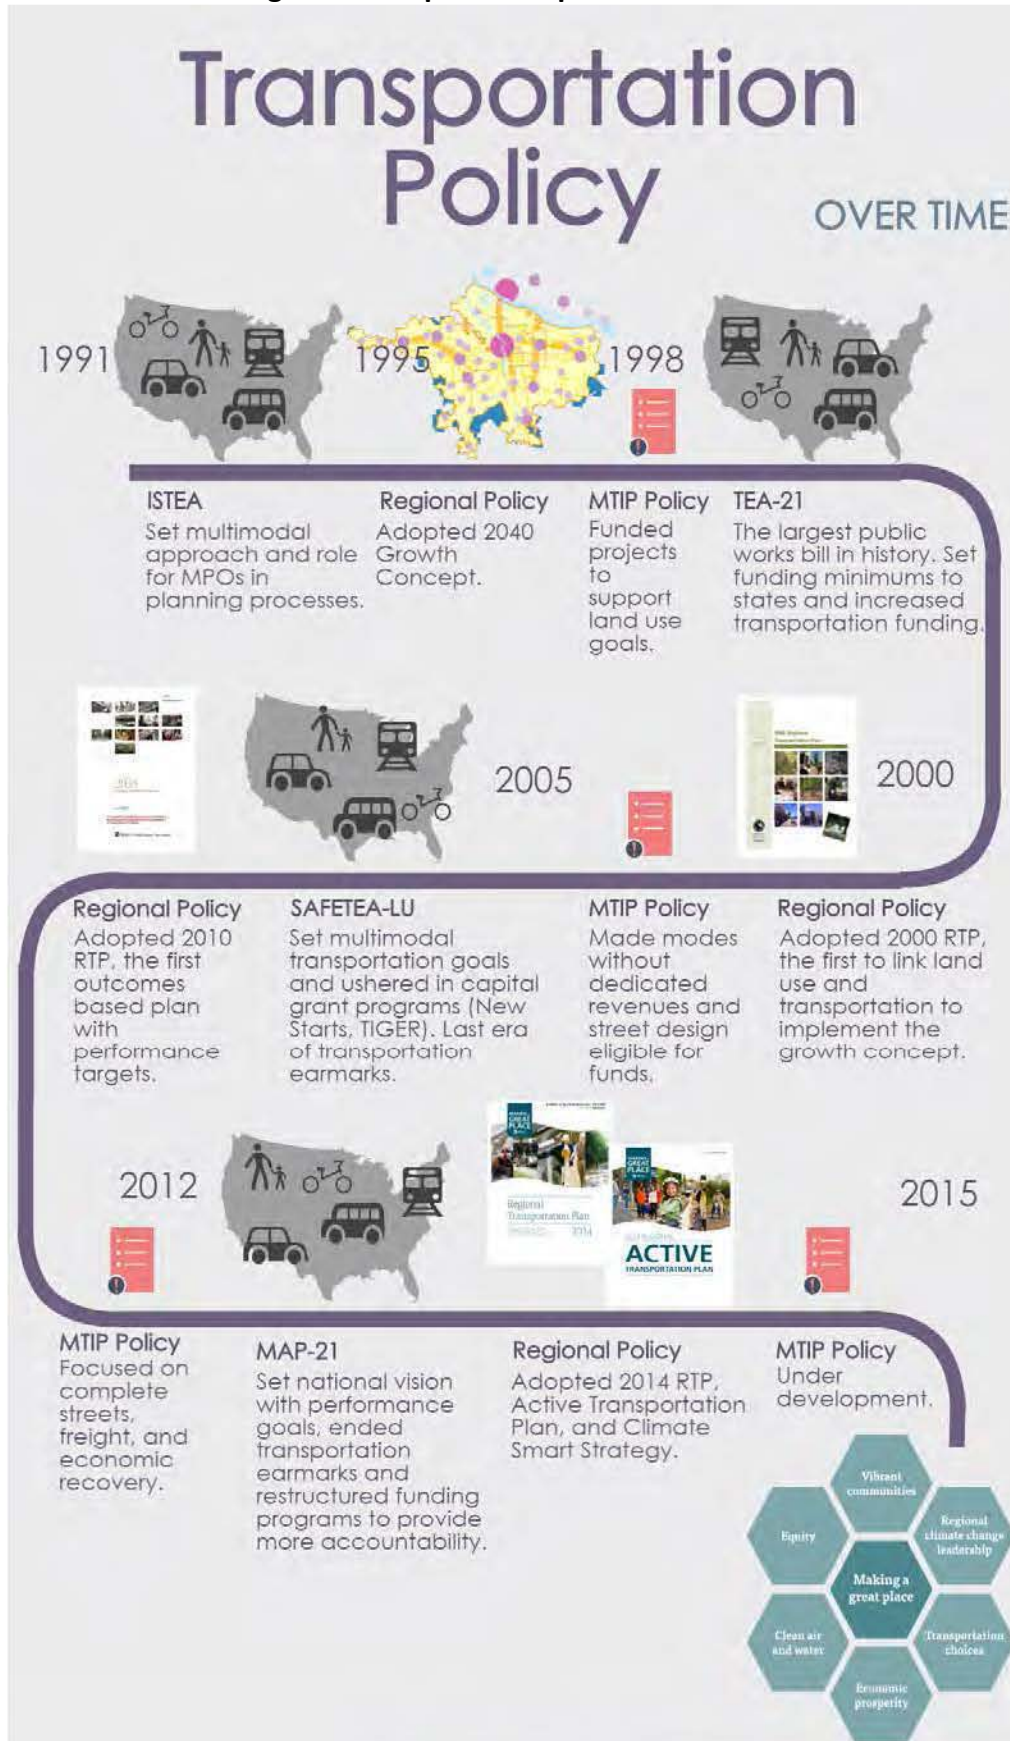 Transportation
Policy
OVER TIME
1991
1995
1998
ISTEA
Set multimodal
approach and role
for MPOs in
planning processes.
Regional Policy
Adopted 2040
Growth
Concept.
MTIP Policy
Funded
projects
to
support
land use
goals.
TEA-21
The largest public
works bill in history. Set
funding minimums to
states and increased
transportation funding.
2005
2000
Regional Policy
Adopted 2010
RTP, the first
outcomes
based plan
with
performance
targets.
SAFETEA-LU
Set multimodal
transportation goals
and ushered in capital
grant programs (New
Starts, TIGER). Last era
of transportation
earmarks.
MTIP Policy
Made modes
without
dedicated
revenues and
street design
eligible for
funds.
Regional Policy
Adopted 2000 RTP,
the first to link land
use and
transportation to
implement the
growth concept.
2012
GREAT
PLACE
Regional
Transportation Plan
2014
GREAT
PLACE
ACTIVE
TRANSPORTATION PLAN
2015
MTIP Policy
Focused on
complete
streets,
freight, and
economic
recovery.
MAP-21
Set national vision
with performance
goals, ended
transportation
earmarks and
restructured funding
programs to provide
more accountability.
Regional Policy
Adopted 2014 RTP,
Active Transportation
Plan, and Climate
Smart Strategy.
MTIP Policy
Under
development.
Vibrant
communities
Equity
Regional
climate change
leadership
Making a
great place
Clean air
and water
Transportation
choices
Economic
prosperity